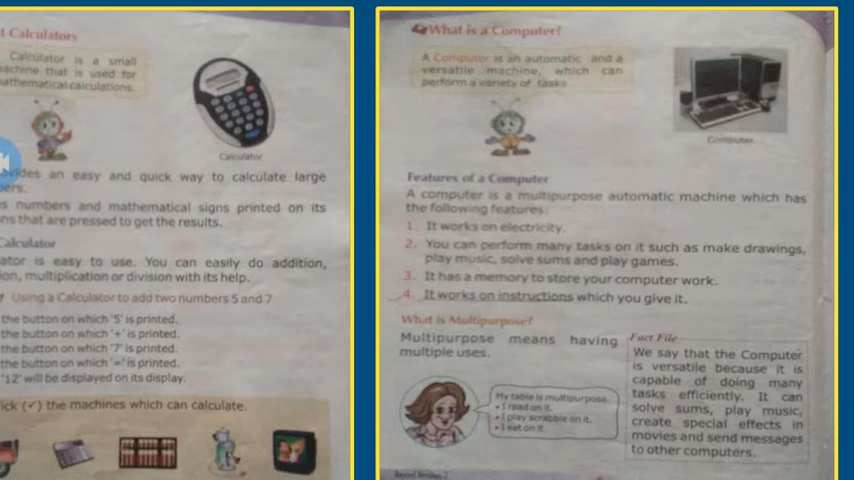 t Calculators
Calculator is a small
achine that is used for
athematical calculations.
Calculator
ovides an easy and quick way to calculate large
bers.
s numbers and mathematical signs printed on its
ns that are pressed to get the results.
Calculator
ator is easy to use. You can easily do addition,
ion, multiplication or division with its help.
Using a Calculator to add two numbers 5 and 7
the button on which '5' is printed.
the button on which '+' is printed.
the button on which '7' is printed.
the button on which '=' is printed.
'12' will be displayed on its display.
ick (✓) the machines which can calculate.
What is a Computer?
A Computer is an automatic and a
versatile machine, which can
perform a variety of tasks
Computer
Features of a Computer
A computer is a multipurpose automatic machine which has
the following features:
1. It works on electricity.
2. You can perform many tasks on it such as make drawings,
play music, solve sums and play games.
3. It has a memory to store your computer work.
4. It works on instructions which you give it.
What is Multipurpose?
Multipurpose means having
multiple uses.
My table is multipurpose.
• I read on it.
• I play scrabble on it.
• I eat on it.
Fact File
We say that the Computer
is versatile because it is
capable of doing many
tasks efficiently. It can
solve sums, play music,
create special effects in
movies and send messages
to other computers.